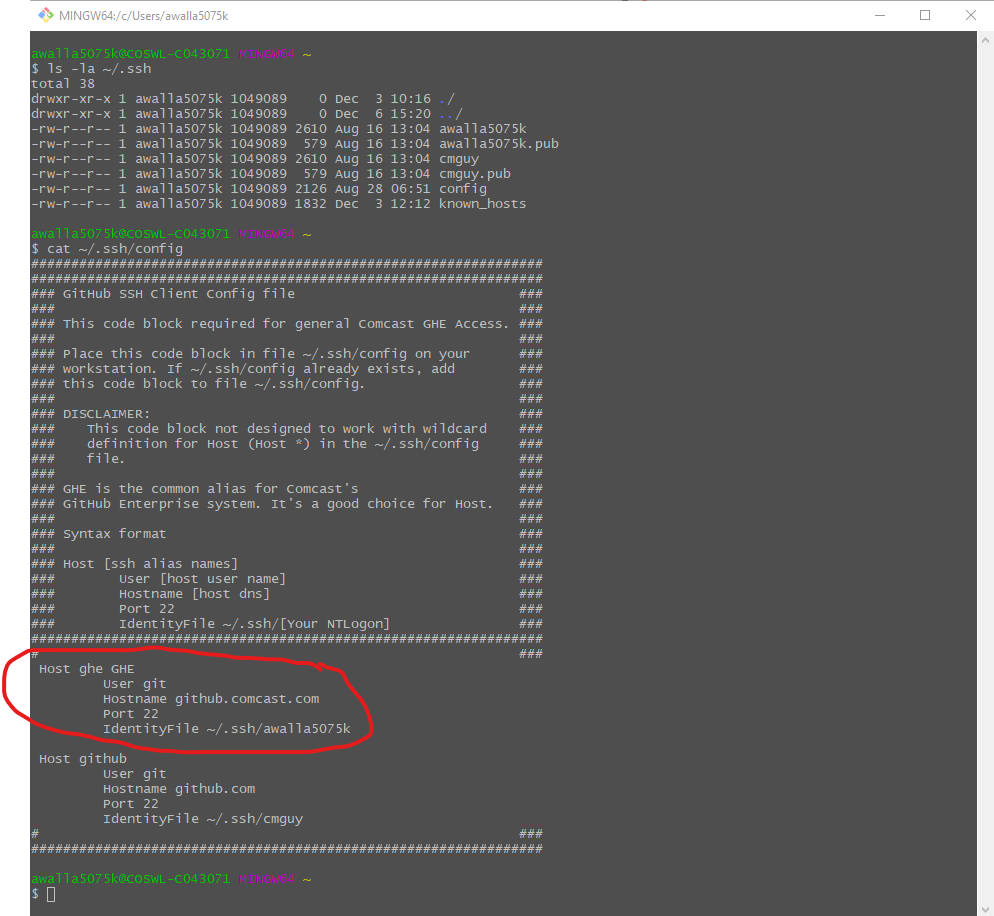 MINGW64:/c/Users/awalla5075k
awalla5075k@COSWL-C043071 MINGW64 ~
$ ls -la ~/.ssh
total 38
drwxr-xr-x 1 awalla5075k 1049089    0 Dec  3 10:16 ./
drwxr-xr-x 1 awalla5075k 1049089    0 Dec  6 15:20 ../
-rw-r--r-- 1 awalla5075k 1049089 2610 Aug 16 13:04 awalla5075k
-rw-r--r-- 1 awalla5075k 1049089  579 Aug 16 13:04 awalla5075k.pub
-rw-r--r-- 1 awalla5075k 1049089 2610 Aug 16 13:04 cmguy
-rw-r--r-- 1 awalla5075k 1049089  579 Aug 16 13:04 cmguy.pub
-rw-r--r-- 1 awalla5075k 1049089 2126 Aug 28 06:51 config
-rw-r--r-- 1 awalla5075k 1049089 1832 Dec  3 12:12 known_hosts
awalla5075k@COSWL-C043071 MINGW64 ~
$ cat ~/.ssh/config
################################################################
################################################################
### GitHub SSH Client Config file                            ###
###                                                          ###
### This code block required for general Comcast GHE Access. ###
###                                                          ###
### Place this code block in file ~/.ssh/config on your      ###
### workstation. If ~/.ssh/config already exists, add        ###
### this code block to file ~/.ssh/config.                   ###
###                                                          ###
### DISCLAIMER:                                              ###
###    This code block not designed to work with wildcard    ###
###    definition for Host (Host *) in the ~/.ssh/config     ###
###    file.                                                 ###
###                                                          ###
### GHE is the common alias for Comcast's                    ###
### GitHub Enterprise system. It's a good choice for Host.   ###
###                                                          ###
### Syntax format                                            ###
###                                                          ###
### Host [ssh alias names]                                   ###
###        User [host user name]                             ###
###        Hostname [host dns]                               ###
###        Port 22                                           ###
###        IdentityFile ~/.ssh/[Your NTLogon]                ###
################################################################
#                                                            ###
 Host ghe GHE
         User git
         Hostname github.comcast.com
         Port 22
         IdentityFile ~/.ssh/awalla5075k
 Host github
         User git
         Hostname github.com
         Port 22
         IdentityFile ~/.ssh/cmguy
#                                                            ###
################################################################
awalla5075k@COSWL-C043071 MINGW64 ~
$